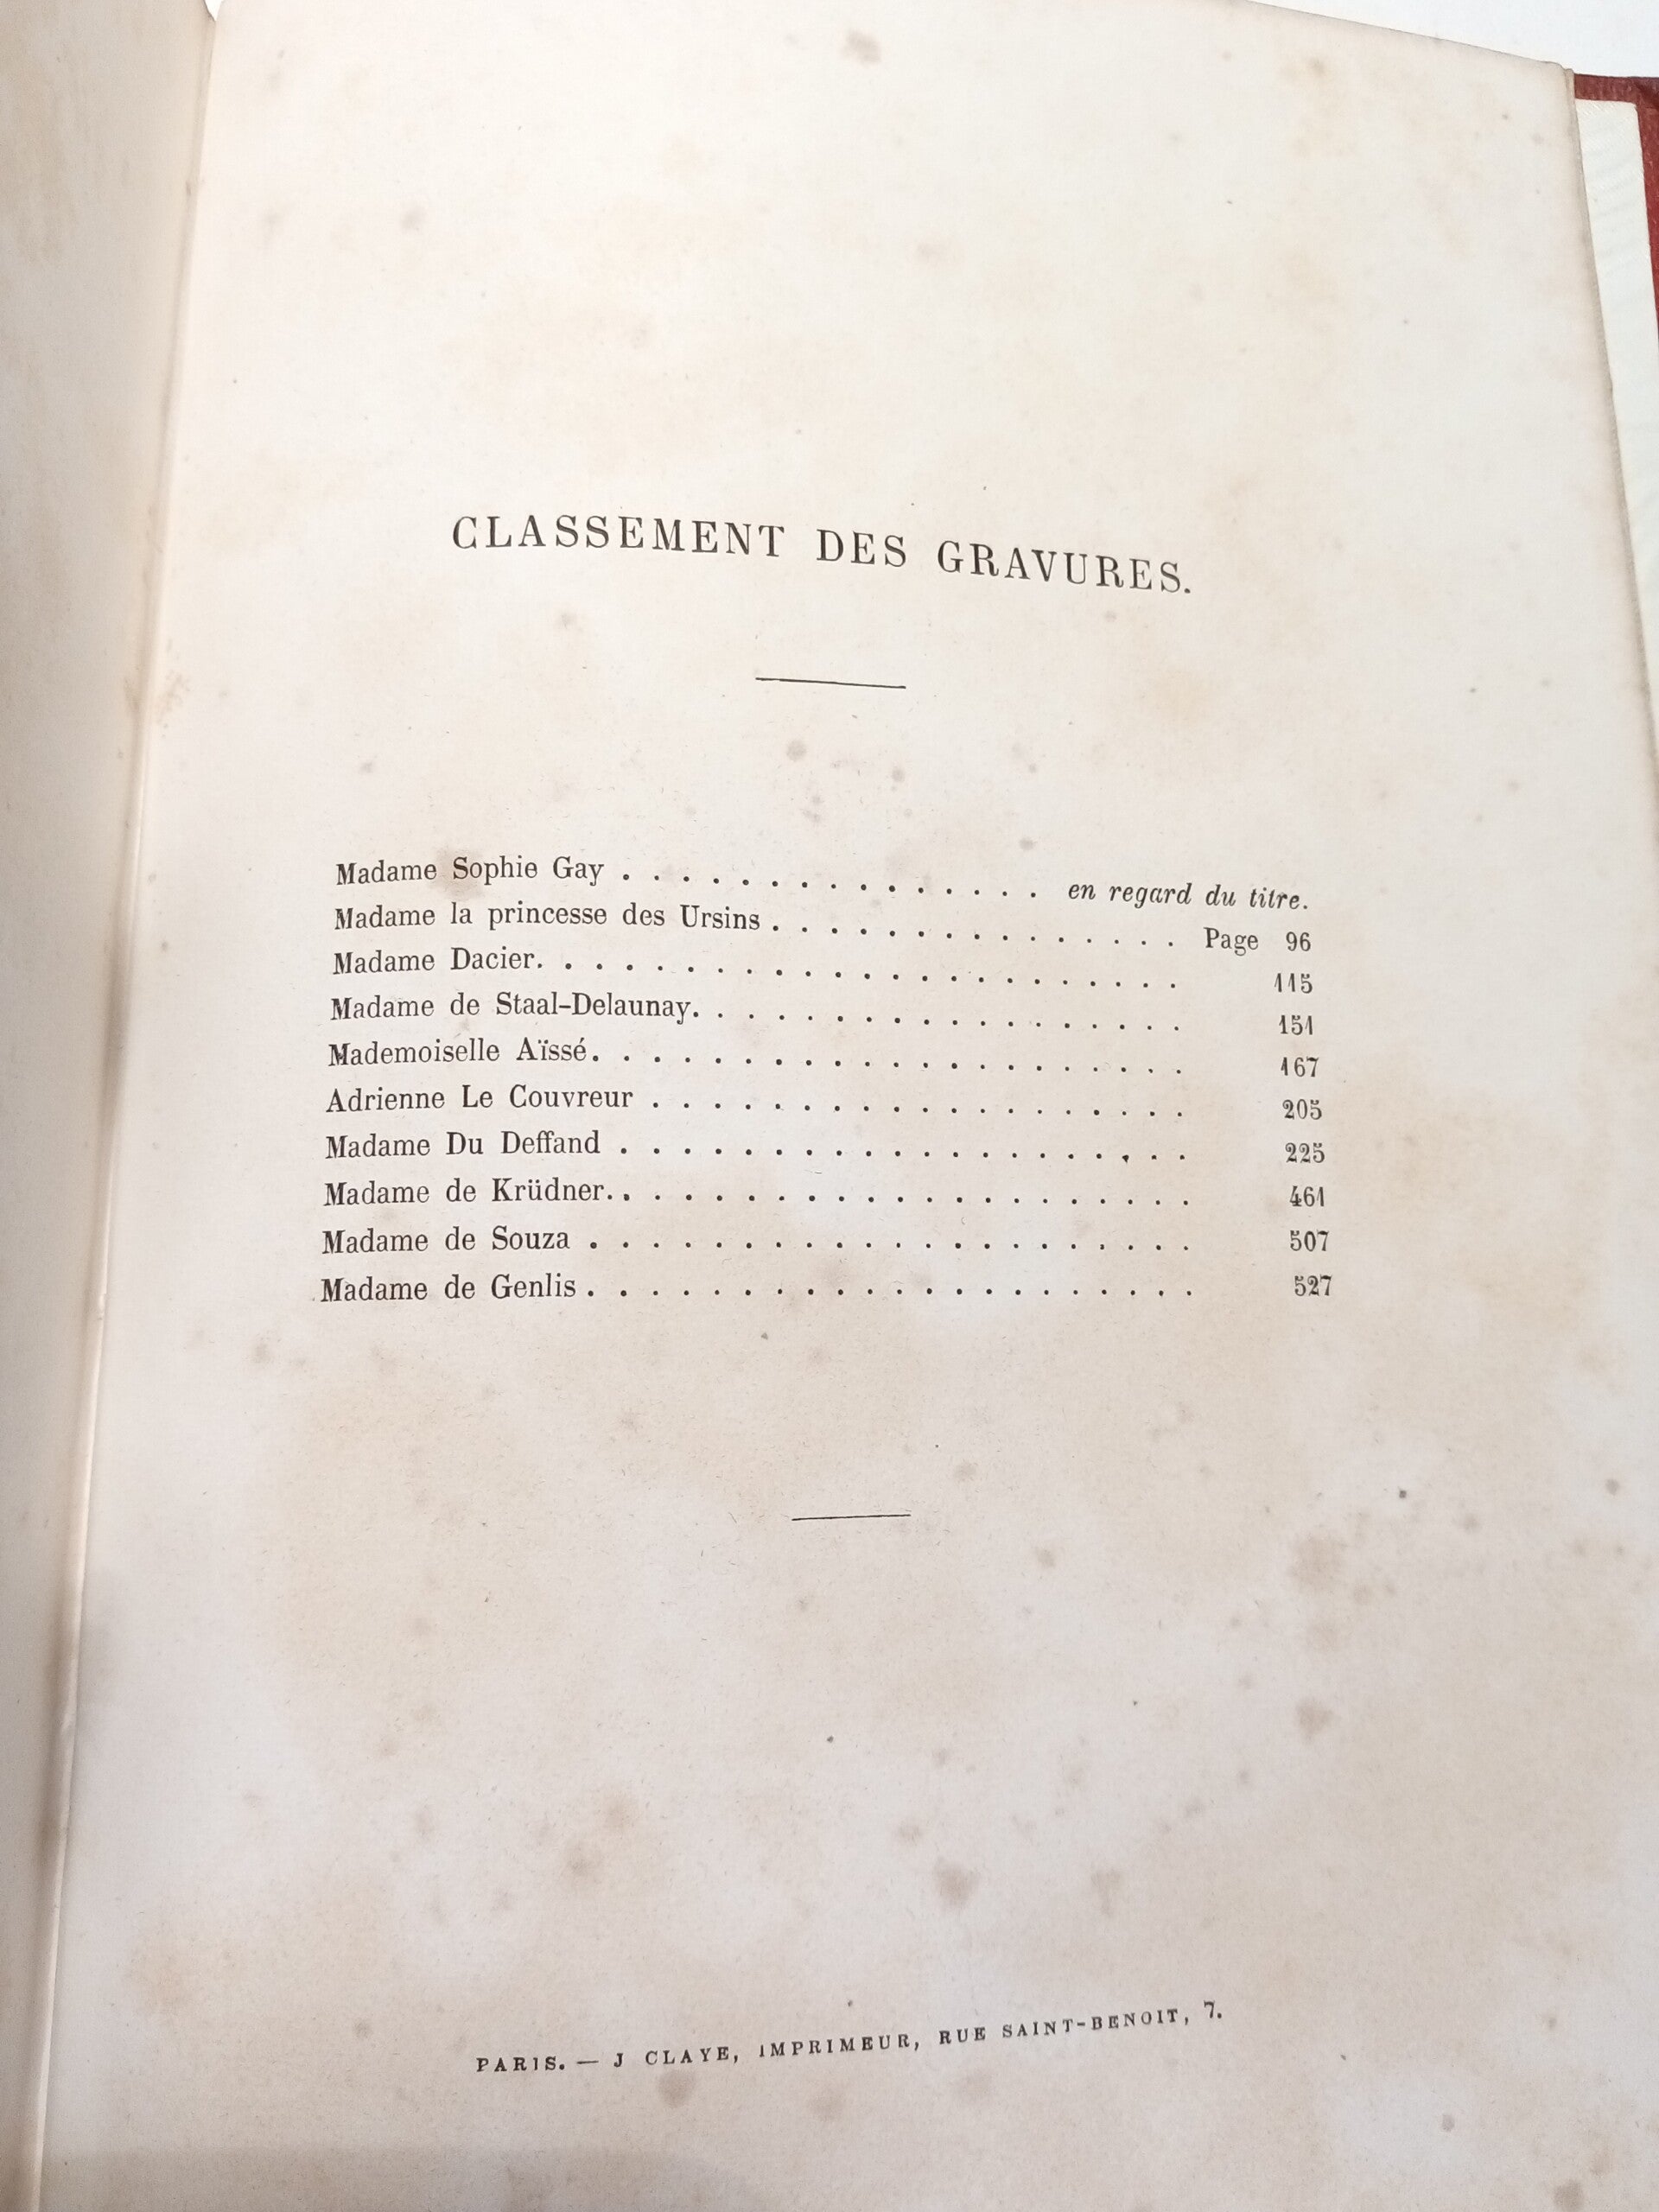 CLASSEMENT DES GRAVURES.
Madame Sophie Gay . . . . . . . . . . . . . . . en regard du titre.
Madame la princesse des Ursins . . . . . . . . . . . . . . Page 96
Madame Dacier. . . . . . . . . . . . . . . . . . . . . . 115
Madame de Staal-Delaunay. . . . . . . . . . . . . . . . . 151
Mademoiselle Aïssé. . . . . . . . . . . . . . . . . . . . 167
Adrienne Le Couvreur . . . . . . . . . . . . . . . . . . 205
Madame Du Deffand . . . . . . . . . . . . . . . . . . . 225
Madame de Krüdner. . . . . . . . . . . . . . . . . . . . 461
Madame de Souza . . . . . . . . . . . . . . . . . . . . 507
Madame de Genlis . . . . . . . . . . . . . . . . . . . . 527
PARIS. — J CLAYE, IMPRIMEUR, RUE SAINT-BENOIT, 7.